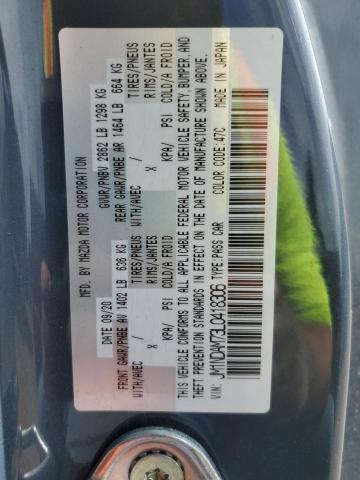 MFD. BY MAZDA MOTOR CORPORATION
DATE 09/20 GVWR/PNBV 2862 LB 1298 KG
FRONT GAWR/PNBE AV 1402 LB 636 KG REAR GAWR/PNBE AR 1464 LB 664 KG
WITH/AVEC / TIRES/PNEUS WITH/AVEC / TIRES/PNEUS
X RIMS/JANTES X RIMS/JANTES
KPA/ PSI COLD/A FROID KPA/ PSI COLD/A FROID
THIS VEHICLE CONFORMS TO ALL APPLICABLE FEDERAL MOTOR VEHICLE SAFETY, BUMPER, AND
THEFT PREVENTION STANDARDS IN EFFECT ON THE DATE OF MANUFACTURE SHOWN ABOVE.
JM1NDAM73L0418306 COLOR CODE:47C MADE IN JAPAN
VIN: TYPE:PASS CAR